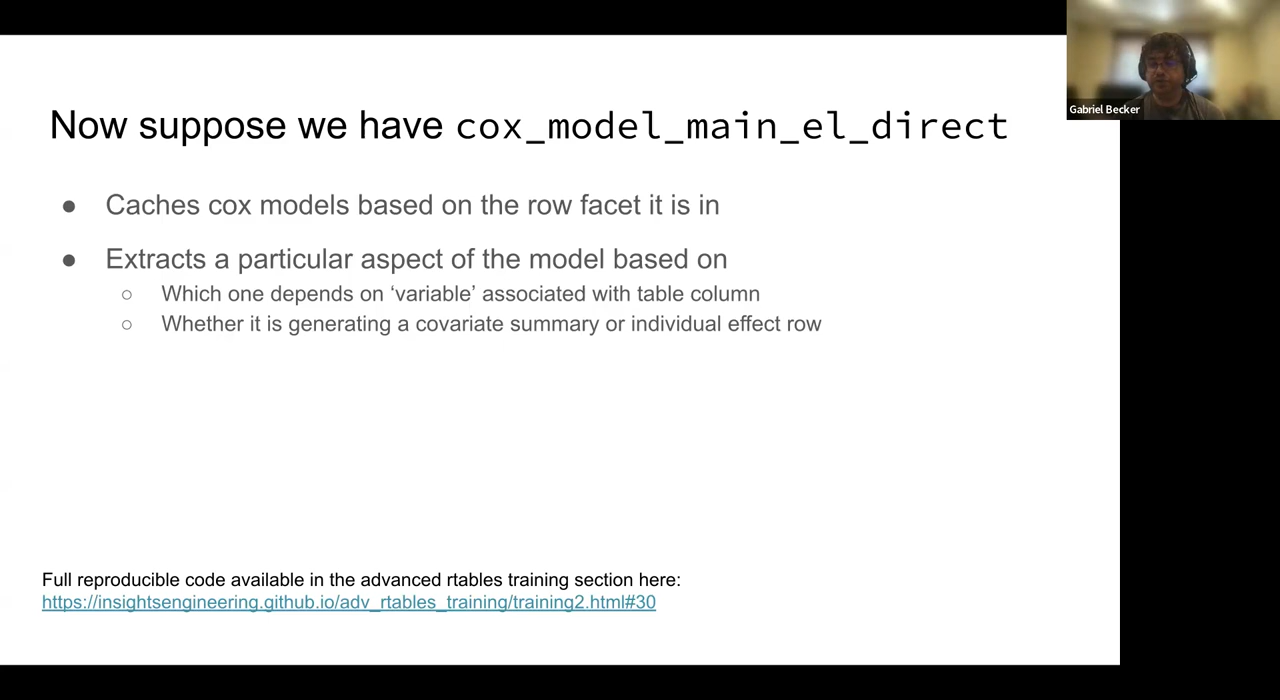 Gabriel Becker
Now suppose we have cox_model_main_el_direct
● Caches cox models based on the row facet it is in
● Extracts a particular aspect of the model based on
○ Which one depends on ‘variable’ associated with table column
○ Whether it is generating a covariate summary or individual effect row
Full reproducible code available in the advanced rtables training section here:
https://insightsengineering.github.io/adv_rtables_training/training2.html#30